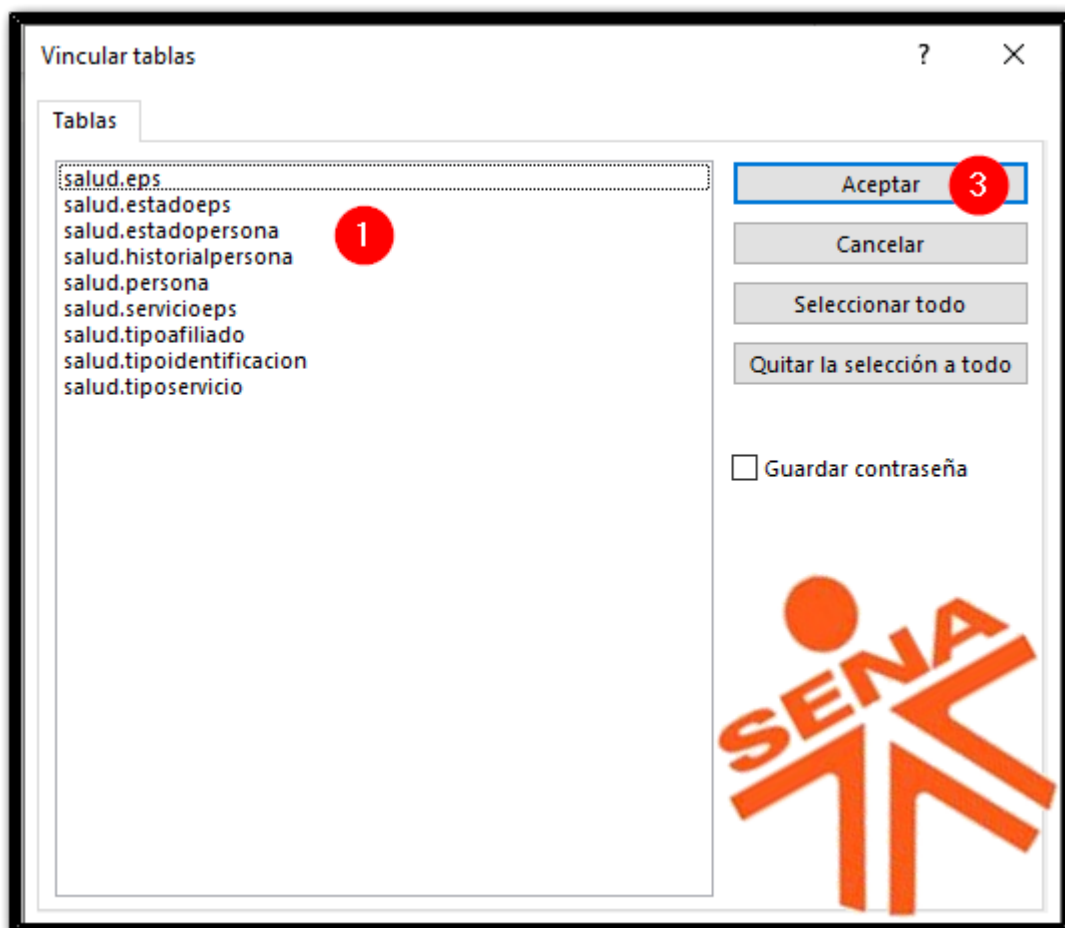 Vincular tablas
?
Tablas
salud.eps
salud.estadoeps
salud.estadopersona
salud.historialpersona
salud.persona
salud.servicioeps
salud.tipoafiliado
salud.tipoidentificacion
salud.tiposervicio
1
Aceptar 3
Cancelar
Seleccionar todo
Quitar la selección a todo
Guardar contraseña
SENA